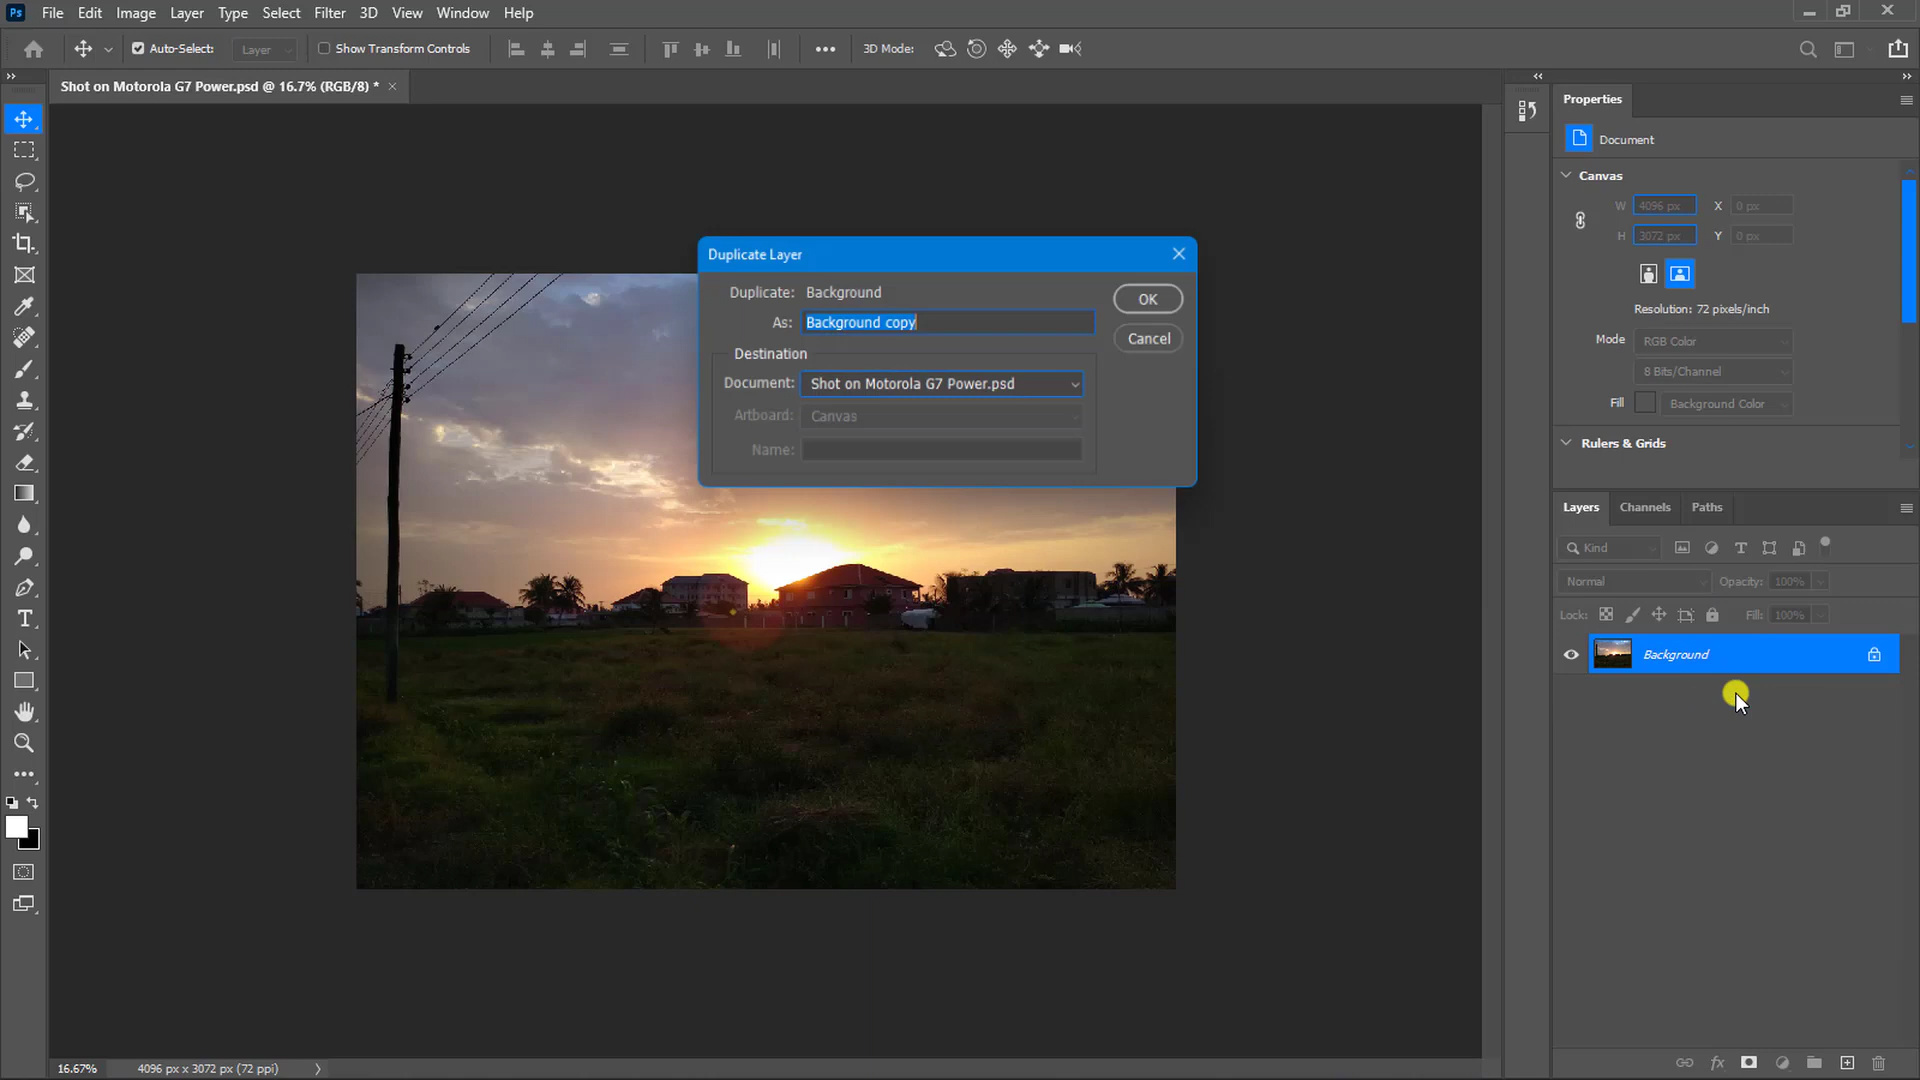 Ps File Edit Image Layer Type Select Filter 3D View Window Help
Auto-Select: Layer Show Transform Controls 3D Mode:
Shot on Motorola G7 Power.psd @ 16.7% (RGB/8) *
Properties
Document
Canvas
W 4096 px X 0 px
H 3072 px Y 0 px
Resolution: 72 pixels/inch
Mode RGB Color
8 Bits/Channel
Fill Background Color
Rulers & Grids
Duplicate Layer
Duplicate: Background
OK
As: Background copy
Cancel
Destination
Document: Shot on Motorola G7 Power.psd
Artboard: Canvas
Name:
Layers Channels Paths
Kind
Normal Opacity: 100%
Lock: Fill: 100%
Background
fx
16.67% 4096 px x 3072 px (72 ppi)